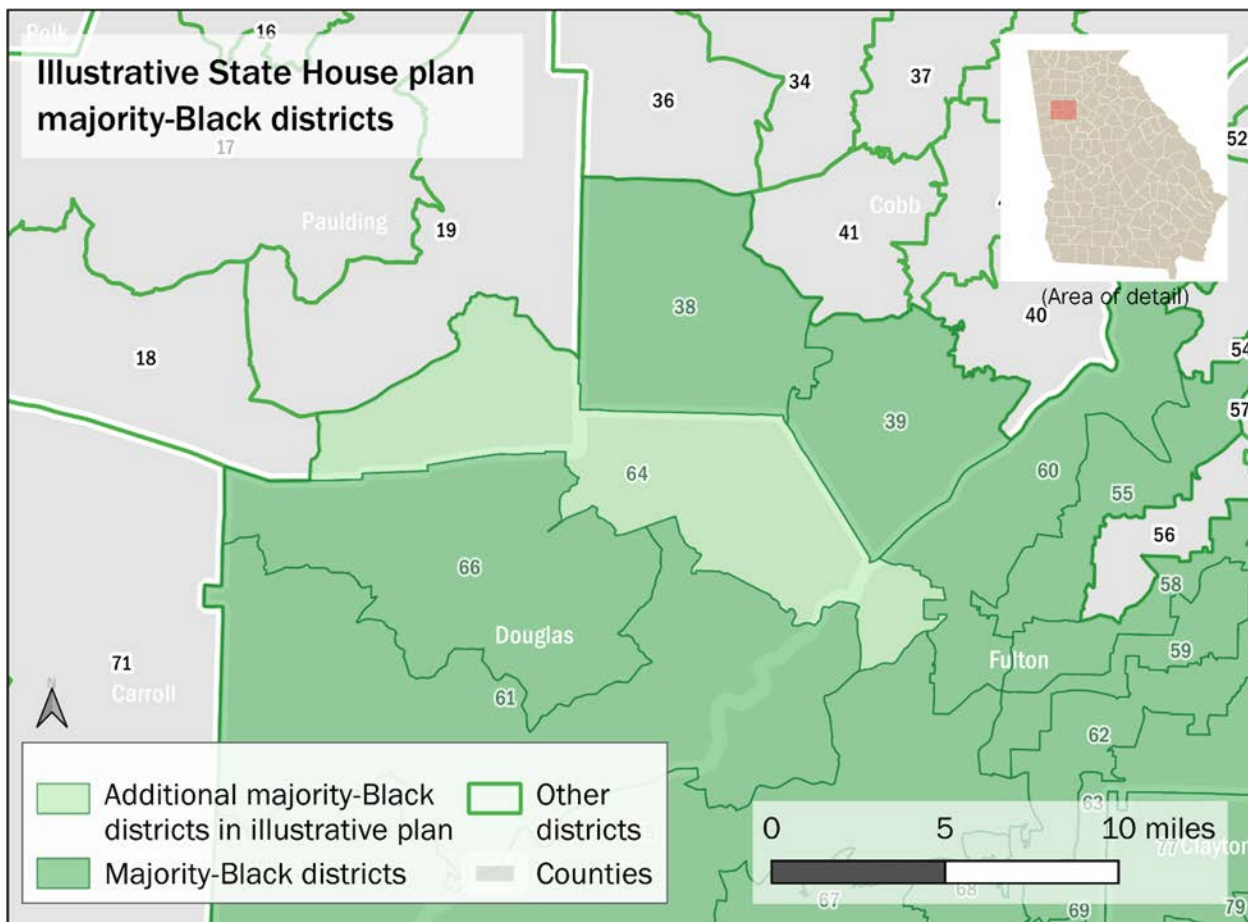 Polk
16
Illustrative State House plan
majority-Black districts
17
36
34
37
52
Paulding
19
Cobb
41
(Area of detail)
38
40
54
18
57
39
64
60
55
56
66
58
Douglas
59
71
Fulton
Carroll
61
N
62
Additional majority-Black
districts in illustrative plan
Majority-Black districts
Other
districts
Counties
0 5 10 miles
63
77
Clayton
67
68
69
79